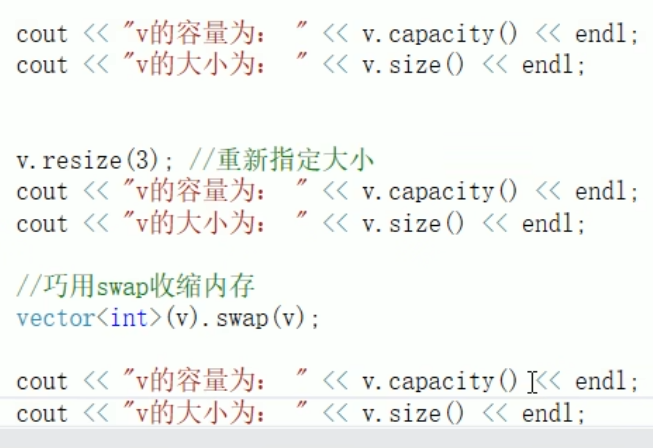 cout << "v的容量为： " << v.capacity() << endl;
cout << "v的大小为： " << v.size() << endl;
v.resize(3); //重新指定大小
cout << "v的容量为： " << v.capacity() << endl;
cout << "v的大小为： " << v.size() << endl;
//巧用swap收缩内存
vector<int>(v).swap(v);
cout << "v的容量为： " << v.capacity() << endl;
cout << "v的大小为： " << v.size() << endl;